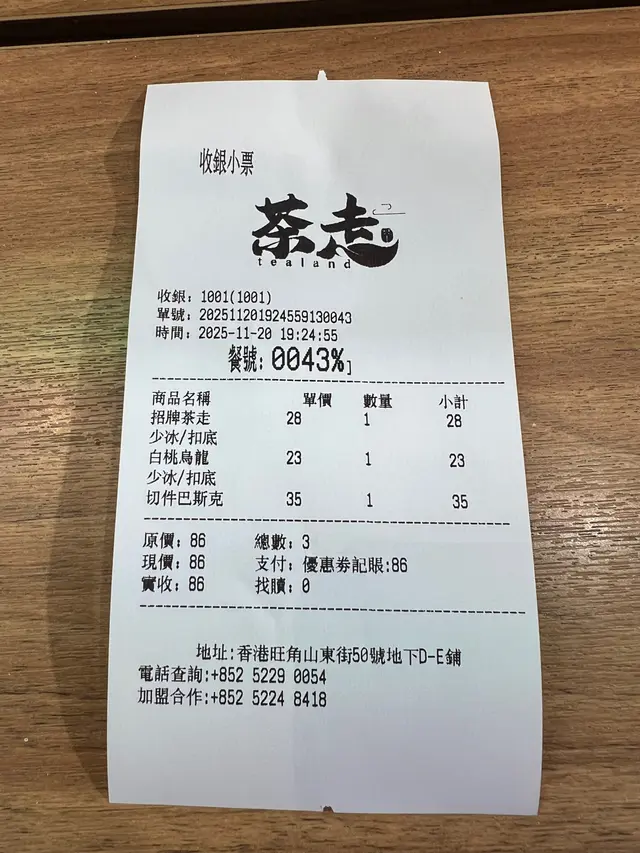 收銀小票
茶走
tealand
收銀: 1001(1001)
單號: 202511201924559130043
時間: 2025-11-20 19:24:55
餐號: 0043%]
商品名稱 單價 數量 小計
招牌茶走 28 1 28
少冰/扣底
白桃烏龍 23 1 23
少冰/扣底
切件巴斯克 35 1 35
原價: 86 總數: 3
現價: 86 支付: 優惠券記賬:86
實收: 86 找贖: 0
地址:香港旺角山東街50號地下D-E鋪
電話查詢:+852 5229 0054
加盟合作:+852 5224 8418